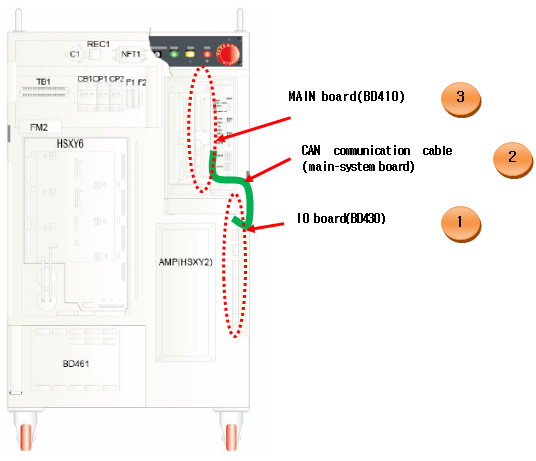 REC1
C1
NFT1
TB1
CB1 CP1 CP2
F1 F2
MAIN board(BD410)
3
FM2
HSXY6
CAN communication cable
(main-system board)
2
IO board(BD430)
1
AMP(HSXY2)
BD461